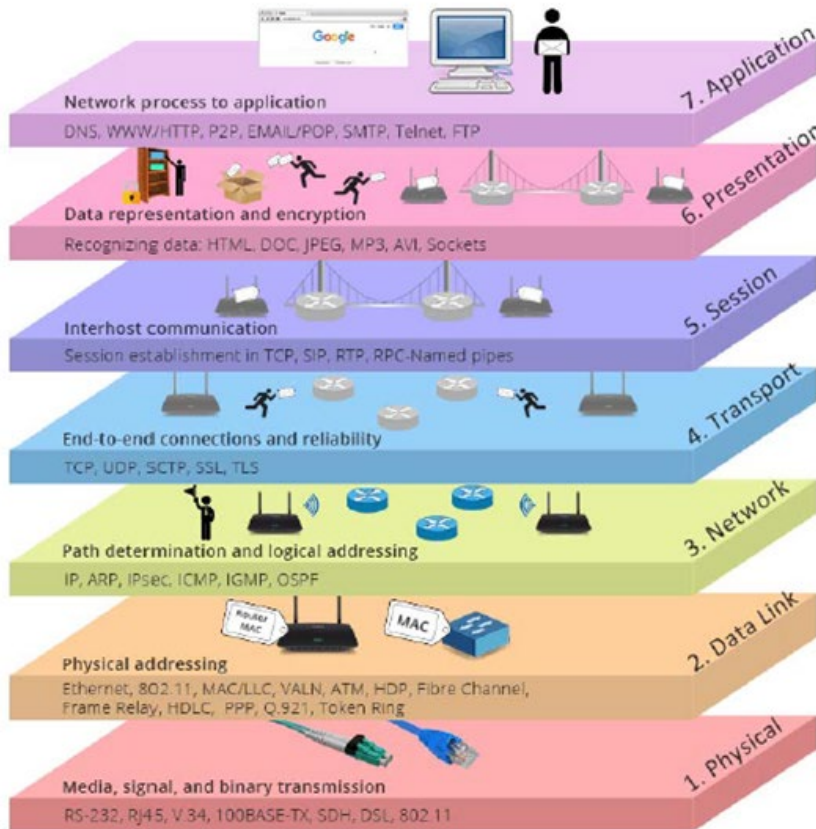 Google
7. Application
Network process to application
DNS, WWW/HTTP, P2P, EMAIL/POP, SMTP, Telnet, FTP
6. Presentation
Data representation and encryption
Recognizing data: HTML, DOC, JPEG, MP3, AVI, Sockets
5. Session
Interhost communication
Session establishment in TCP, SIP, RTP, RPC-Named pipes
4. Transport
End-to-end connections and reliability
TCP, UDP, SCTP, SSL, TLS
3. Network
Path determination and logical addressing
IP, ARP, IPsec, ICMP, IGMP, OSPF
2. Data Link
Router
MAC
MAC
Physical addressing
Ethernet, 802.11, MAC/LLC, VALN, ATM, HDP, Fibre Channel,
Frame Relay, HDLC, PPP, Q.921, Token Ring
1. Physical
Media, signal, and binary transmission
RS-232, RJ45, V.34, 100BASE-TX, SDH, DSL, 802.11